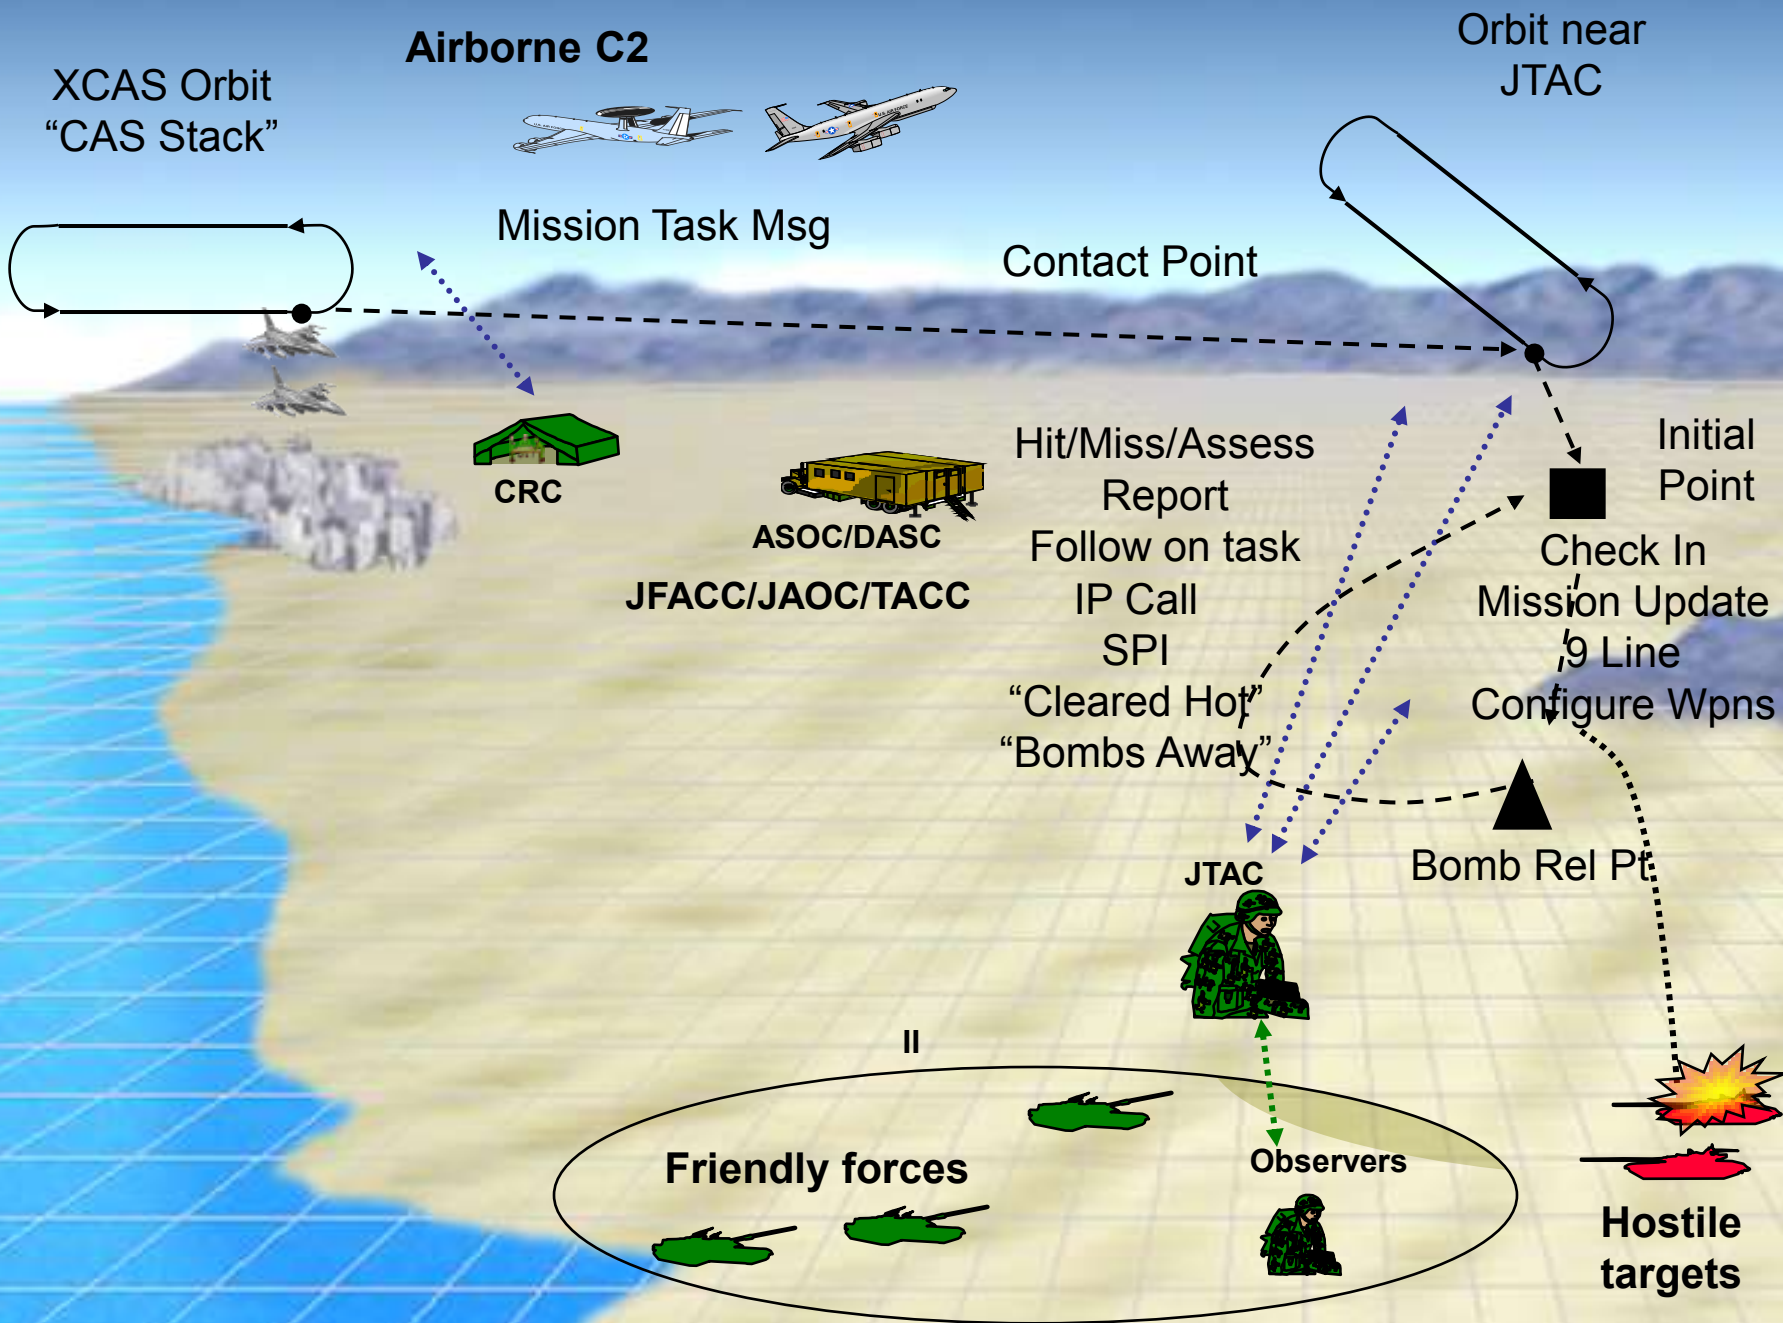 Airborne C2
XCAS Orbit
“CAS Stack”
Orbit near
JTAC
Mission Task Msg
Contact Point
CRC
ASOC/DASC
JFACC/JAOC/TACC
Hit/Miss/Assess
Report
Follow on task
IP Call
SPI
“Cleared Hot”
“Bombs Away”
Initial
Point
Check In
Mission Update
9 Line
Configure Wpns
Bomb Rel Pt
JTAC
II
Friendly forces
Observers
Hostile
targets